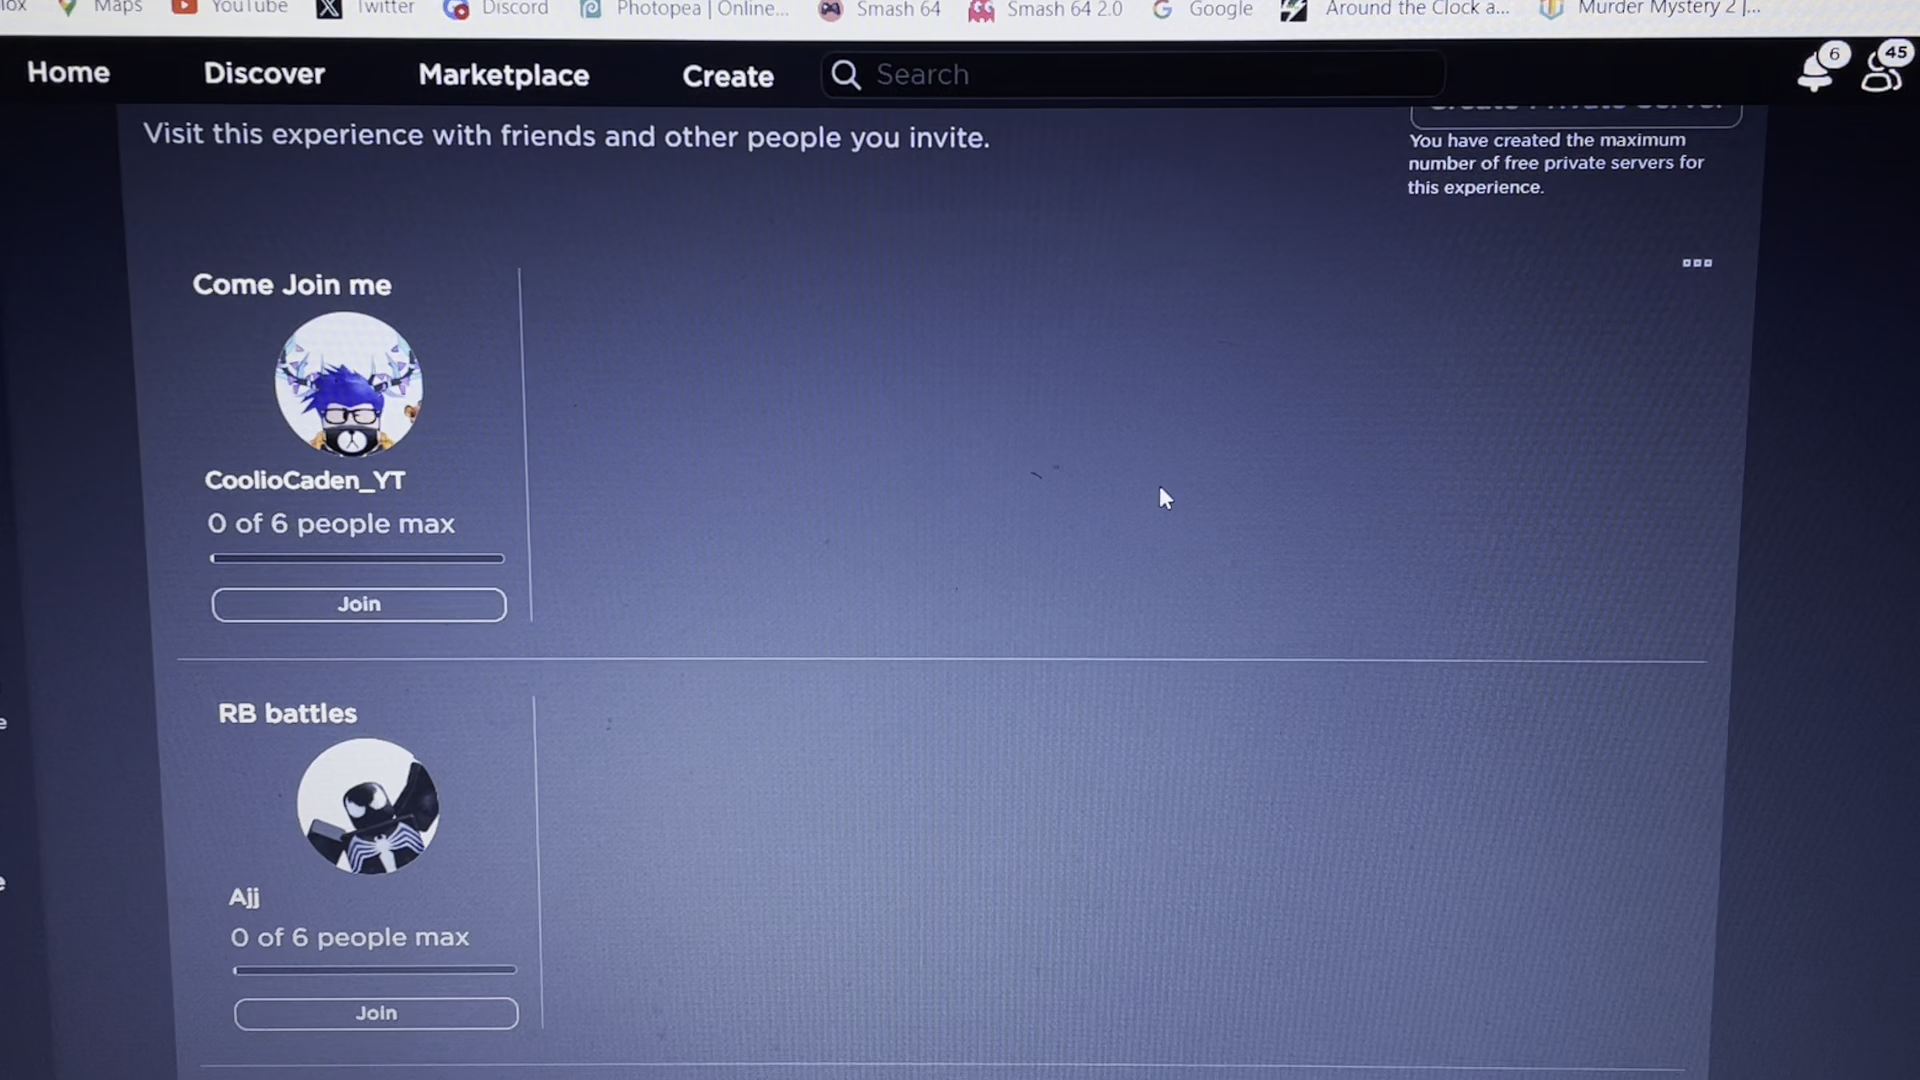 Maps YouTube Twitter Discord Photopea | Online... Smash 64 Smash 64 2.0 Google Around the Clock a... Murder Mystery 2 |...
Home Discover Marketplace Create Search 6 45
Visit this experience with friends and other people you invite.
You have created the maximum
number of free private servers for
this experience.
Come Join me
CoolioCaden_YT
0 of 6 people max
Join
RB battles
Ajj
0 of 6 people max
Join